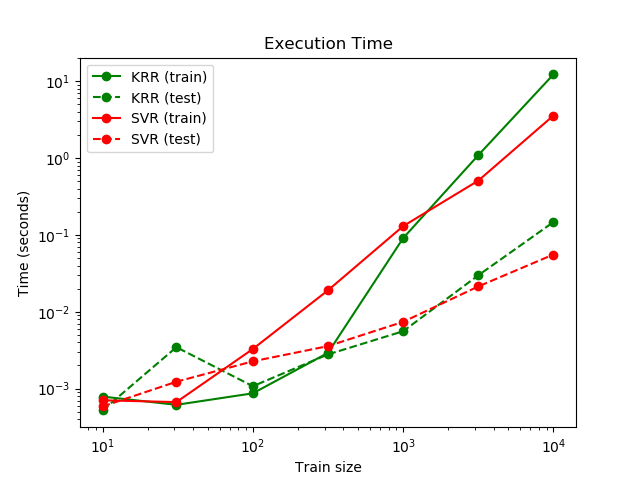 Execution Time
KRR (train)
KRR (test)
SVR (train)
SVR (test)
10¹
10⁰
10⁻¹
10⁻²
10⁻³
Time (seconds)
10¹
10²
10³
10⁴
Train size